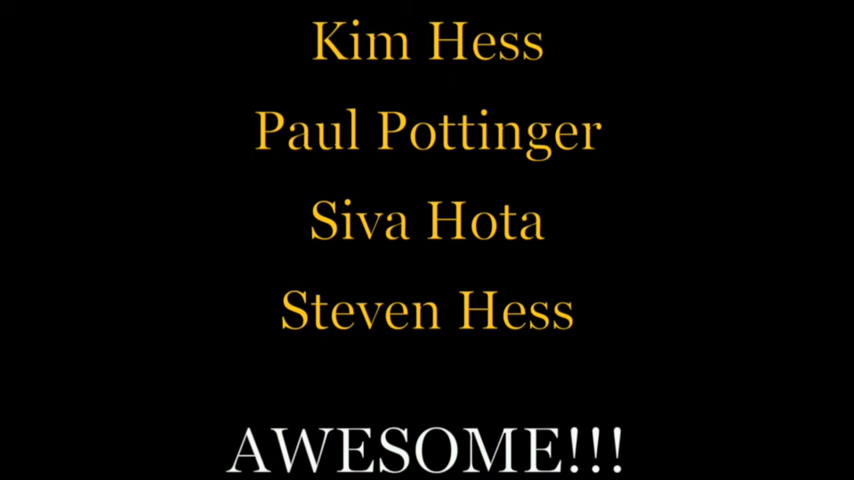 Kim Hess
Paul Pottinger
Siva Hota
Steven Hess
AWESOME!!!